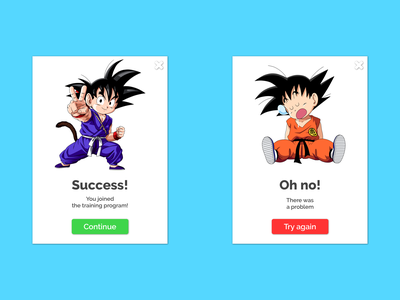 Success!
You joined
the training program!
Continue
Oh no!
There was
a problem
Try again